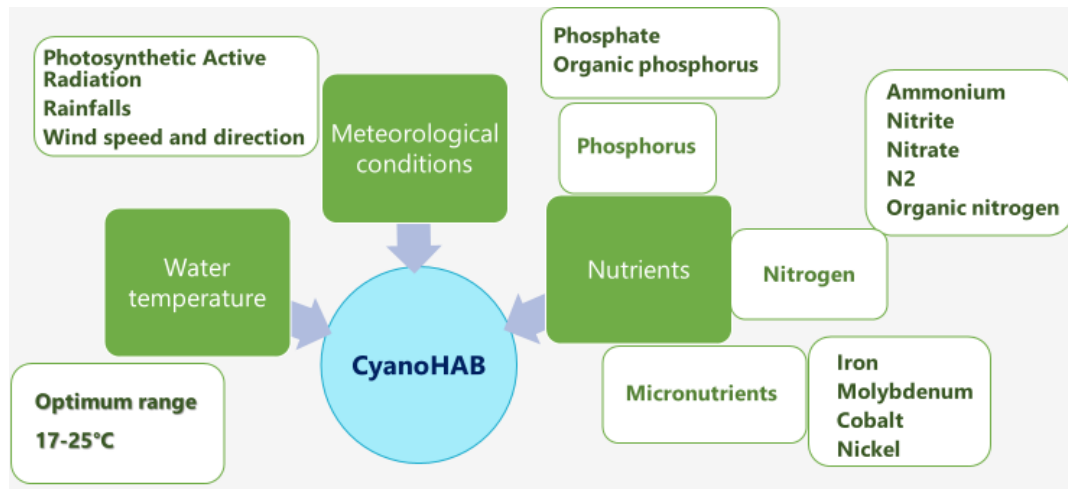 Photosynthetic Active
Radiation
Rainfalls
Wind speed and direction
Meteorological
conditions
Phosphate
Organic phosphorus
Phosphorus
Ammonium
Nitrite
Nitrate
N2
Organic nitrogen
Water
temperature
Nutrients
Nitrogen
CyanoHAB
Optimum range
17-25°C
Micronutrients
Iron
Molybdenum
Cobalt
Nickel